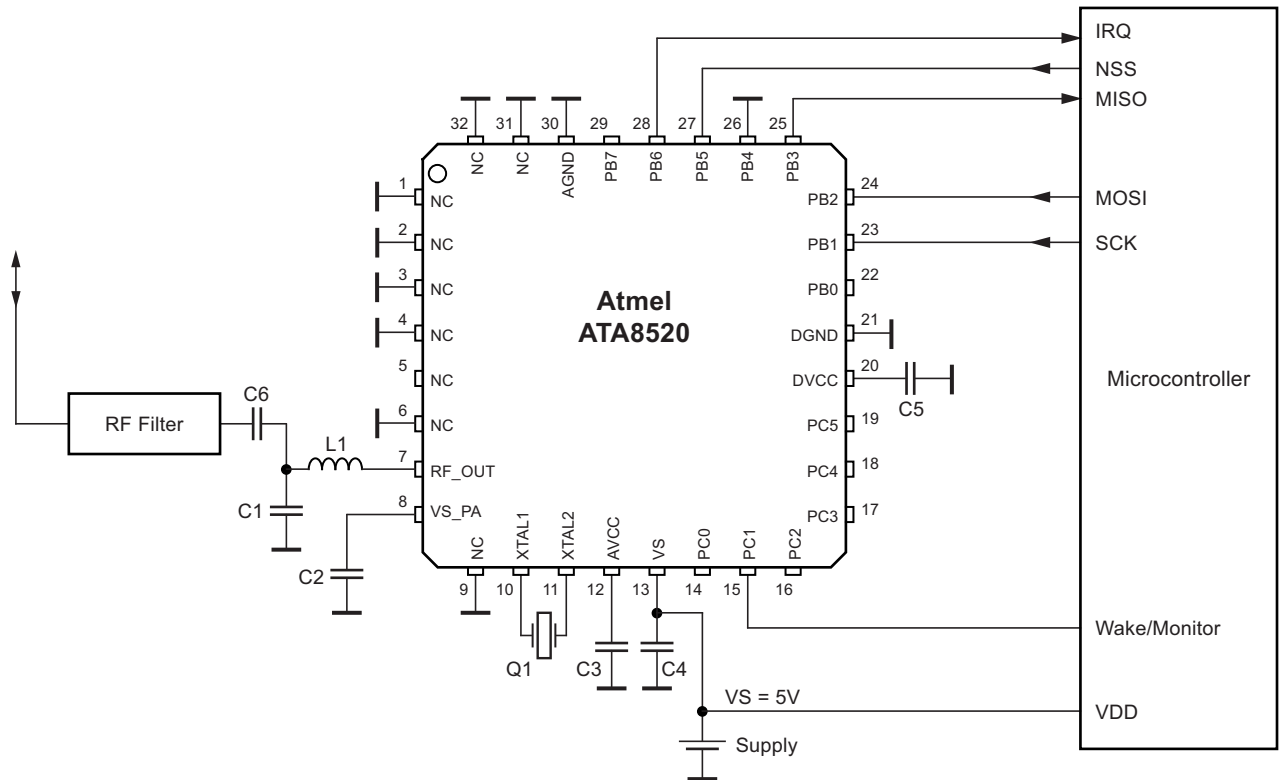 IRQ
NSS
MISO
32 31 30 29 28 27 26 25
NC NC AGND PB7 PB6 PB5 PB4 PB3
1 NC
2 NC
3 NC
4 NC
5 NC
6 NC
7 RF_OUT
8 VS_PA
Atmel
ATA8520
PB2 24
MOSI
PB1 23
SCK
PB0 22
DGND 21
DVCC 20
C5
PC5 19
PC4 18
PC3 17
Microcontroller
RF Filter
C6
L1
C1
C2
NC XTAL1 XTAL2 AVCC VS PC0 PC1 PC2
9 10 11 12 13 14 15 16
Q1
C3
C4
Wake/Monitor
VS = 5V
VDD
Supply